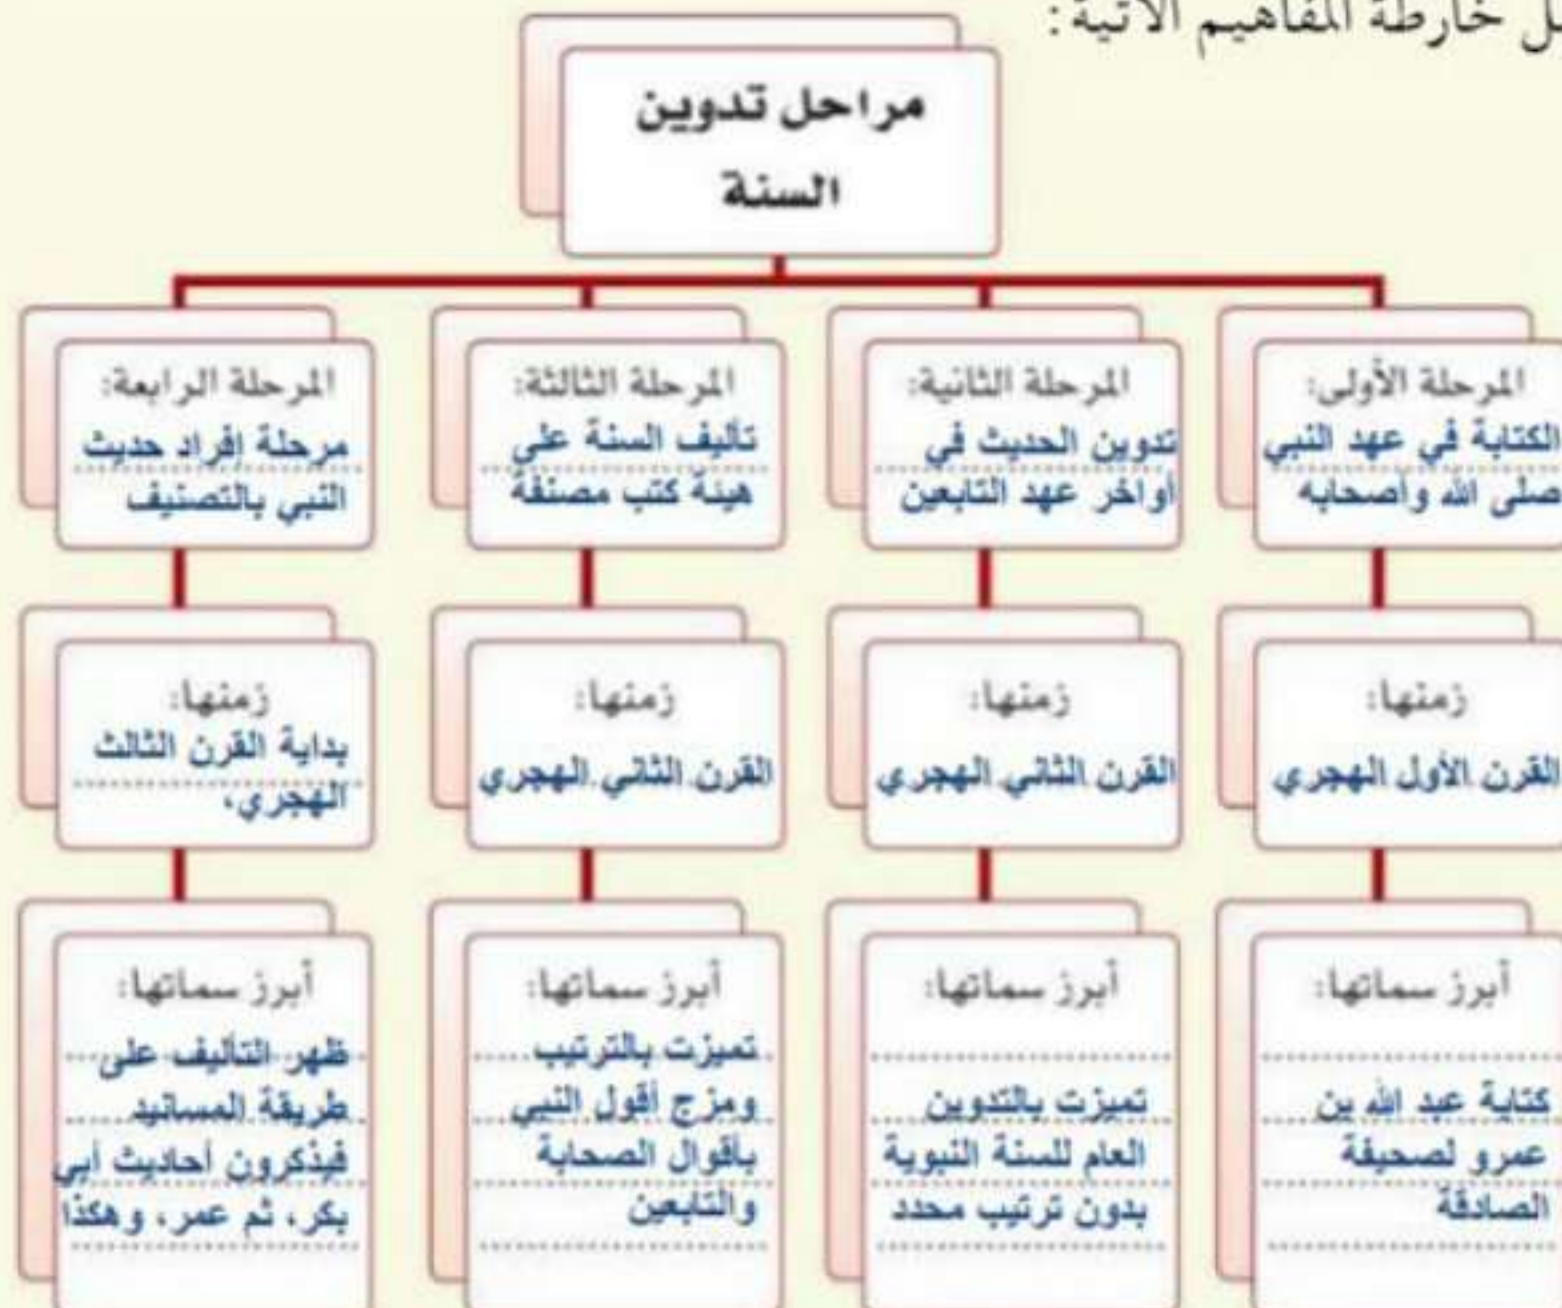 خارطة المفاهيم الآتية:
مراحل تدوين
السنة
المرحلة الأولى:
الكتابة في عهد النبي
صلى الله وأصحابه
المرحلة الثانية:
تدوين الحديث في
أواخر عهد التابعين
المرحلة الثالثة:
تأليف السنة على
هيئة كتب مصنفة
المرحلة الرابعة:
مرحلة إفراد حديث
النبي بالتصنيف
زمنها:
القرن الأول الهجري
زمنها:
القرن الثاني الهجري
زمنها:
القرن الثاني الهجري
زمنها:
بداية القرن الثالث
الهجري،
أبرز سماتها:
كتابة عبد الله بن
عمرو لصحيفة
الصادقة
أبرز سماتها:
تميزت بالتدوين
العام للسنة النبوية
بدون ترتيب محدد
أبرز سماتها:
تميزت بالترتيب
ومزج أقول النبي
بأقوال الصحابة
والتابعين
أبرز سماتها:
ظهر التأليف على
طريقة المسانيد
فيذكرون أحاديث أبي
بكر، ثم عمر، وهكذا